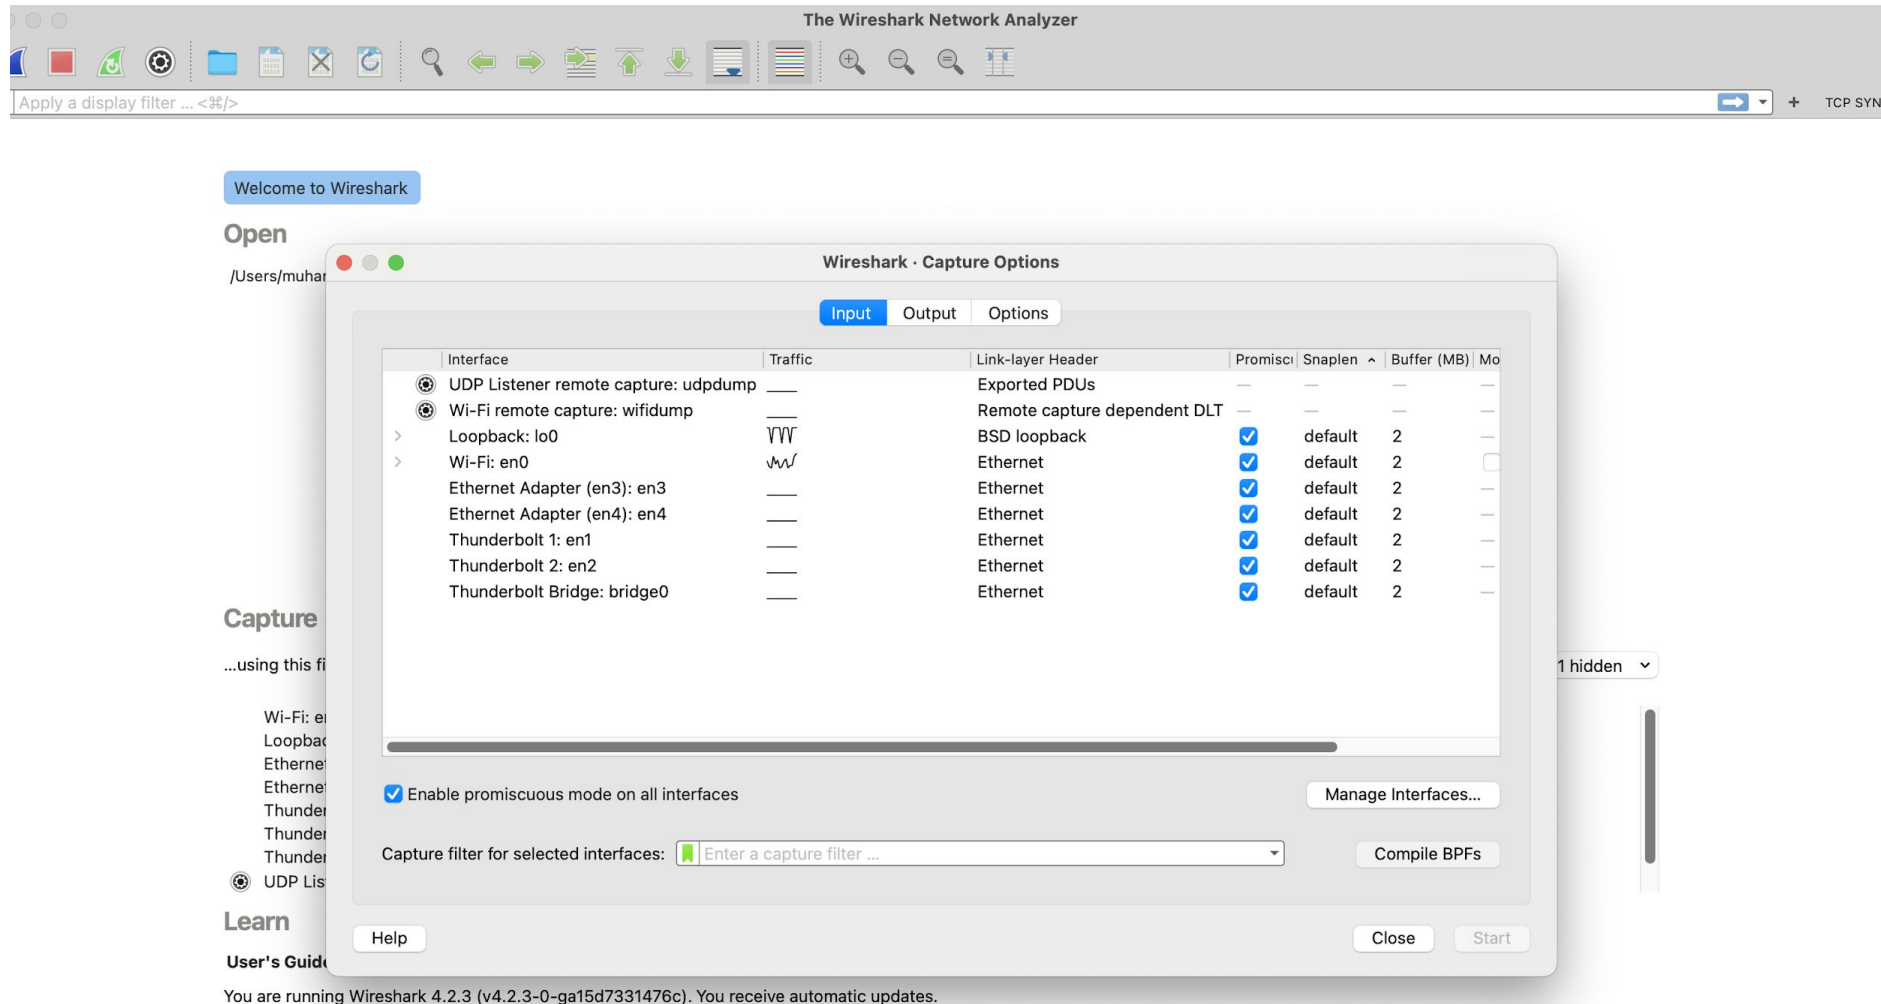 The Wireshark Network Analyzer
Apply a display filter ... <⌘/>
+ TCP SYN
Welcome to Wireshark
Open
/Users/muhar
Wireshark · Capture Options
Input Output Options
Interface Traffic Link-layer Header Promiscu Snaplen Buffer (MB) Mo
UDP Listener remote capture: udpdump Exported PDUs — — — —
Wi-Fi remote capture: wifidump Remote capture dependent DLT — — — —
Loopback: lo0 BSD loopback default 2 —
Wi-Fi: en0 Ethernet default 2
Ethernet Adapter (en3): en3 Ethernet default 2 —
Ethernet Adapter (en4): en4 Ethernet default 2 —
Thunderbolt 1: en1 Ethernet default 2 —
Thunderbolt 2: en2 Ethernet default 2 —
Thunderbolt Bridge: bridge0 Ethernet default 2 —
Capture
...using this fi
1 hidden
Wi-Fi: e
Loopba
Etherne
Etherne
Thunder
Thunder
Thunder
UDP Lis
Enable promiscuous mode on all interfaces
Manage Interfaces...
Capture filter for selected interfaces: Enter a capture filter ...
Compile BPFs
Learn
Help Close Start
User's Guide
You are running Wireshark 4.2.3 (v4.2.3-0-ga15d7331476c). You receive automatic updates.